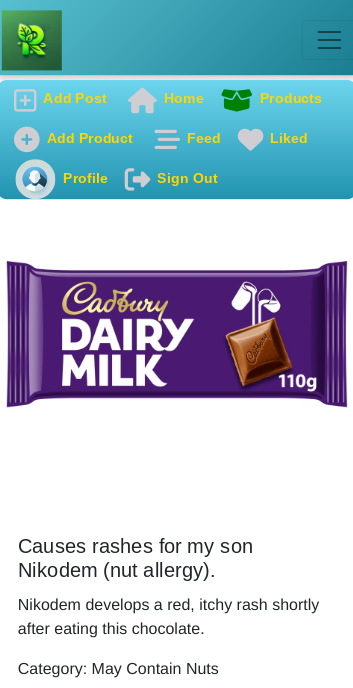 Add Post Home Products
Add Product Feed Liked
Profile Sign Out
Cadbury
DAIRY
MILK
110g
Causes rashes for my son
Nikodem (nut allergy).
Nikodem develops a red, itchy rash shortly
after eating this chocolate.
Category: May Contain Nuts